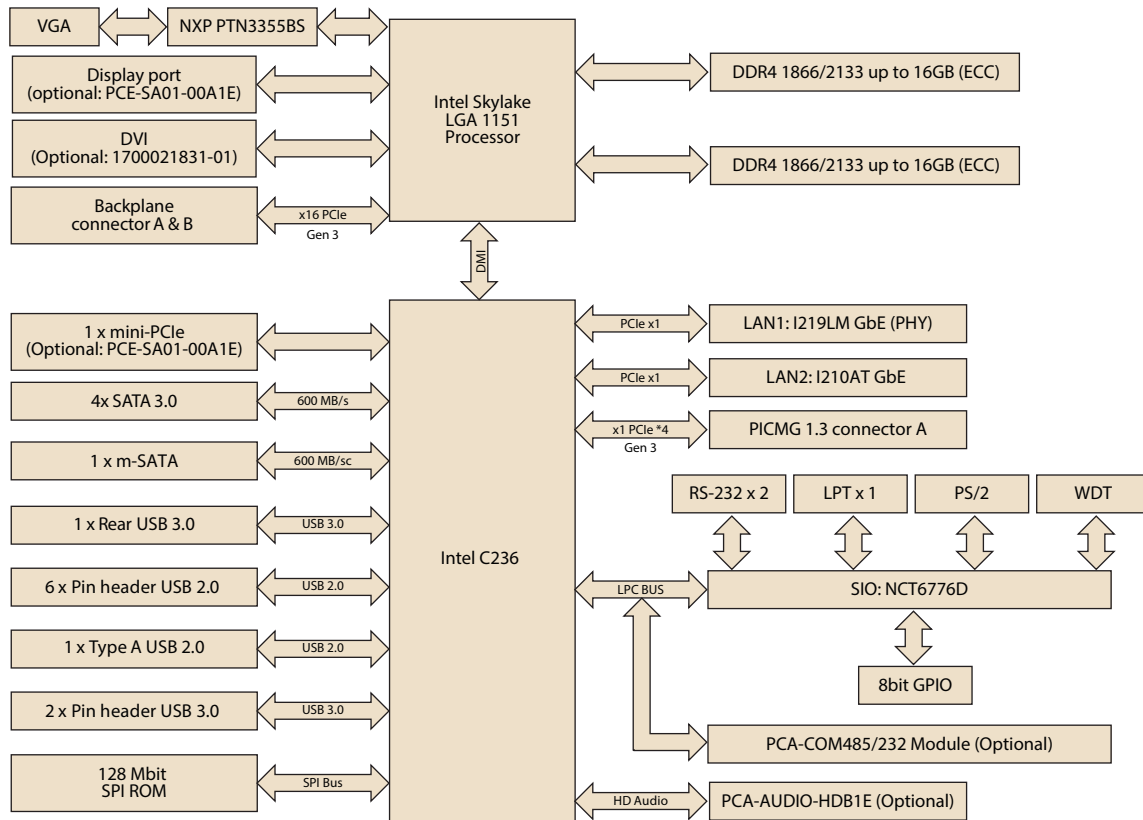 VGA
NXP PTN3355BS
Display port
(optional: PCE-SA01-00A1E)
DVI
(Optional: 1700021831-01)
Backplane
connector A & B
x16 PCIe
Gen 3
Intel Skylake
LGA 1151
Processor
DDR4 1866/2133 up to 16GB (ECC)
DDR4 1866/2133 up to 16GB (ECC)
DMI
1 x mini-PCIe
(Optional: PCE-SA01-00A1E)
4x SATA 3.0
600 MB/s
1 x m-SATA
600 MB/sc
1 x Rear USB 3.0
USB 3.0
6 x Pin header USB 2.0
USB 2.0
1 x Type A USB 2.0
USB 2.0
2 x Pin header USB 3.0
USB 3.0
128 Mbit
SPI ROM
SPI Bus
Intel C236
PCIe x1
LAN1: I219LM GbE (PHY)
PCIe x1
LAN2: I210AT GbE
x1 PCIe *4
Gen 3
PICMG 1.3 connector A
RS-232 x 2
LPT x 1
PS/2
WDT
LPC BUS
SIO: NCT6776D
8bit GPIO
PCA-COM485/232 Module (Optional)
HD Audio
PCA-AUDIO-HDB1E (Optional)